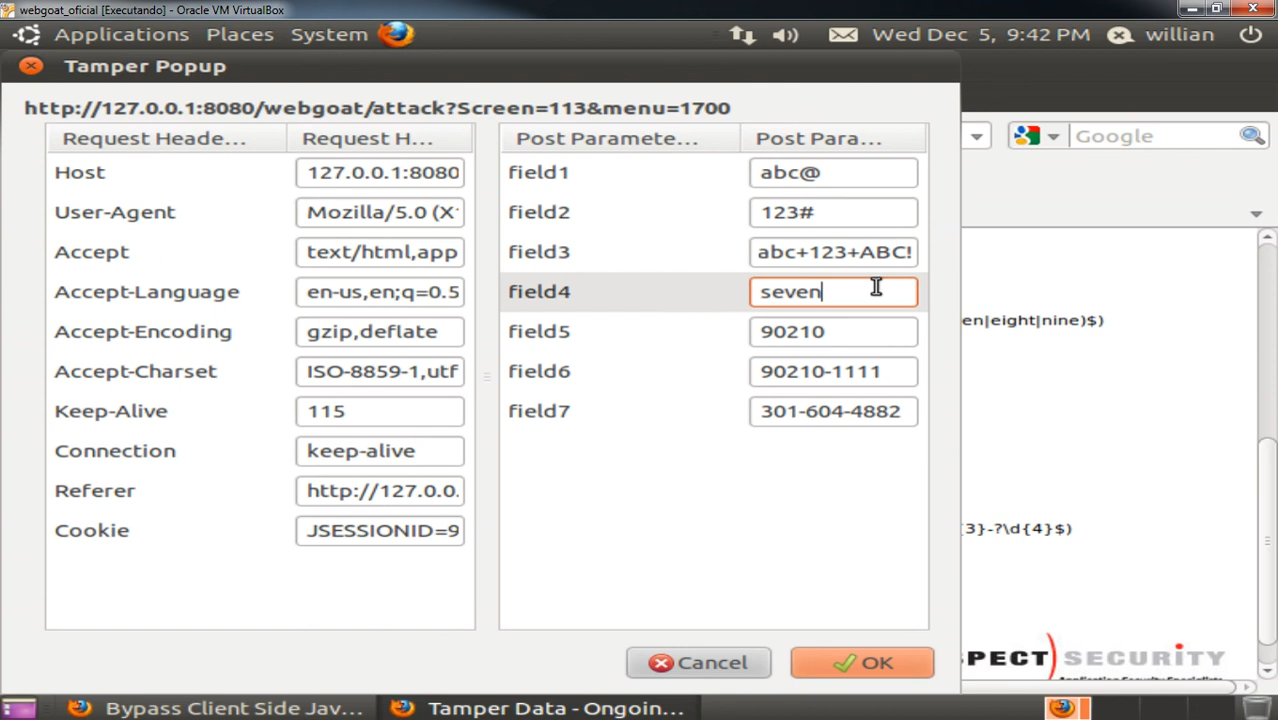 webgoat_oficial [Executando] - Oracle VM VirtualBox
Applications Places System Wed Dec 5, 9:42 PM willian
Tamper Popup
http://127.0.0.1:8080/webgoat/attack?Screen=113&menu=1700
Request Heade... Request H... Post Paramete... Post Para... Google
Host 127.0.0.1:8080 field1 abc@
User-Agent Mozilla/5.0 (X field2 123#
Accept text/html,app field3 abc+123+ABC!
Accept-Language en-us,en;q=0.5 field4 seven
en|eight|nine)$)
Accept-Encoding gzip,deflate field5 90210
Accept-Charset ISO-8859-1,utf field6 90210-1111
Keep-Alive 115 field7 301-604-4882
Connection keep-alive
Referer http://127.0.0.
Cookie JSESSIONID=9 {3}-?\d{4}$)
Cancel OK SPECT)SECURITY
Application Security Specialists
Bypass Client Side Jav... Tamper Data - Ongoin...